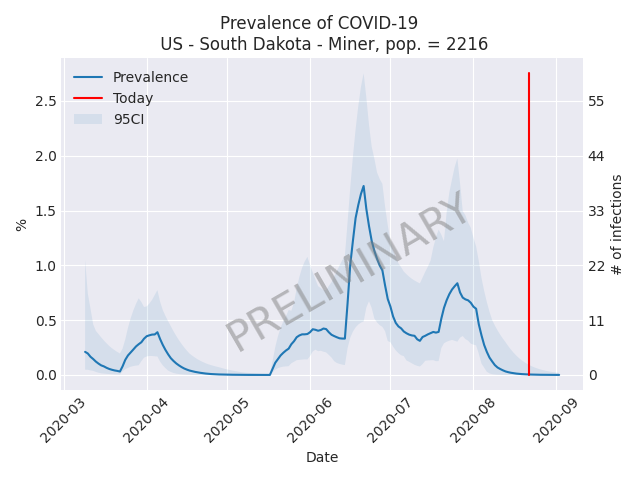 Prevalence of COVID-19
US - South Dakota - Miner, pop. = 2216
Prevalence
Today
95CI
2.5
2.0
1.5
1.0
0.5
0.0
%
55
44
33
22
11
0
# of infections
PRELIMINARY
2020-03
2020-04
2020-05
2020-06
2020-07
2020-08
2020-09
Date